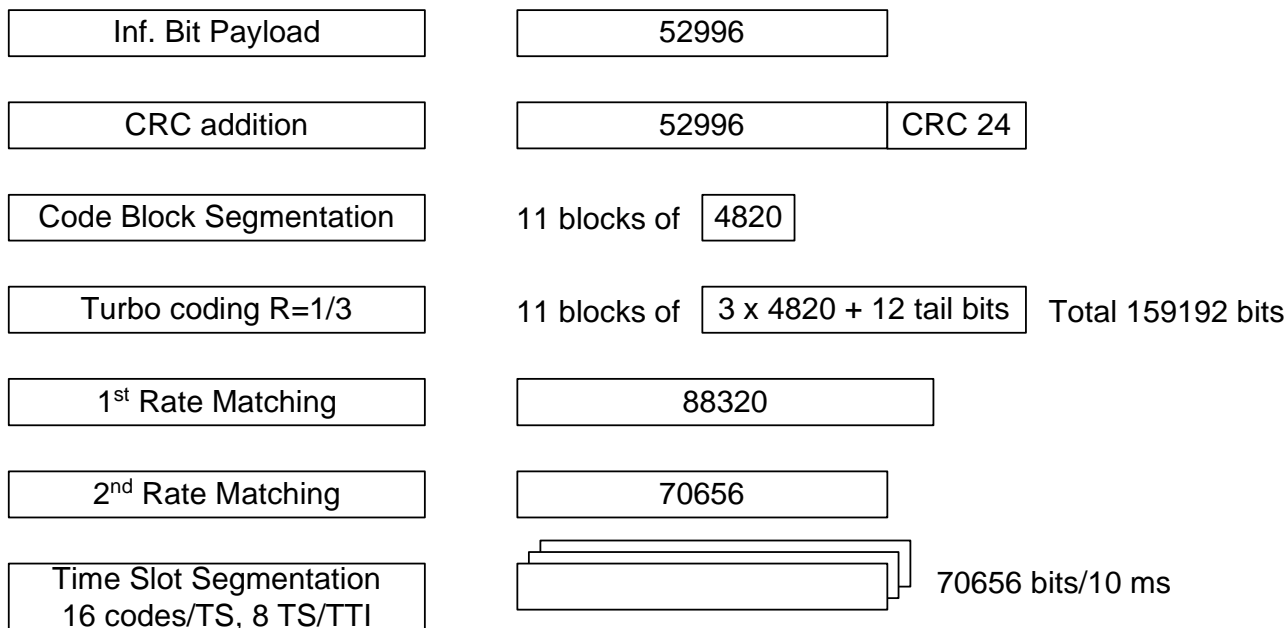 Inf. Bit Payload 52996
CRC addition 52996 CRC 24
Code Block Segmentation 11 blocks of 4820
Turbo coding R=1/3 11 blocks of 3 x 4820 + 12 tail bits Total 159192 bits
1st Rate Matching 88320
2nd Rate Matching 70656
Time Slot Segmentation
16 codes/TS, 8 TS/TTI
70656 bits/10 ms